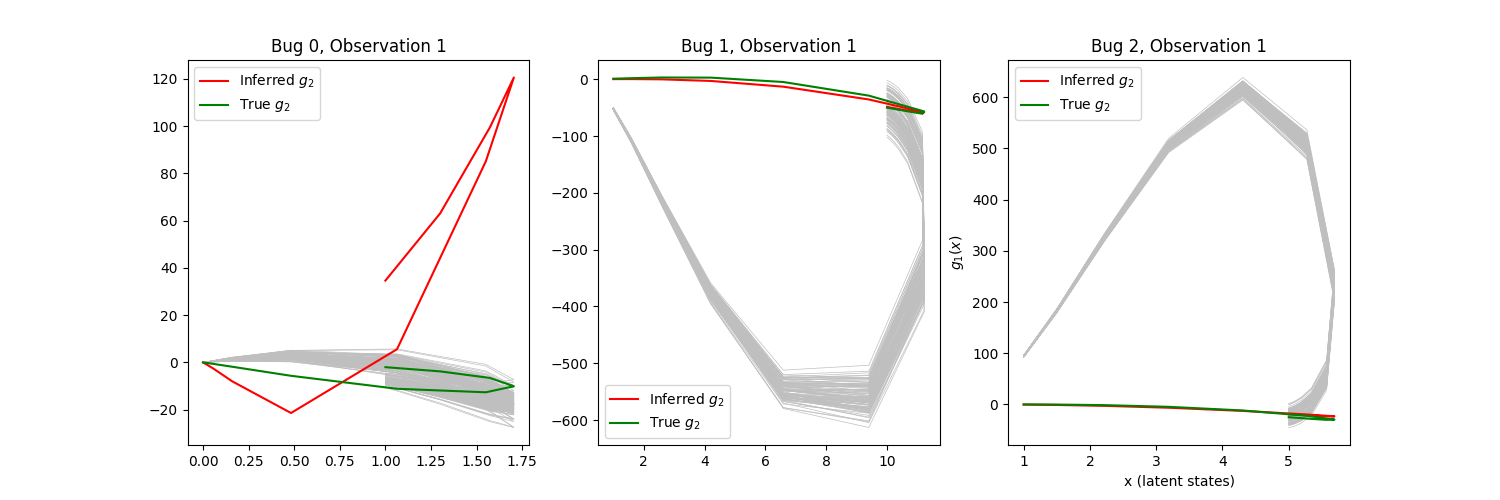 Bug 0, Observation 1
Inferred g₂
True g₂
120
100
80
60
40
20
0
−20
0.00 0.25 0.50 0.75 1.00 1.25 1.50 1.75
Bug 1, Observation 1
0
−100
−200
−300
−400
−500
−600
Inferred g₂
True g₂
2 4 6 8 10
Bug 2, Observation 1
Inferred g₂
True g₂
g₁(x)
600
500
400
300
200
100
0
1 2 3 4 5
x (latent states)